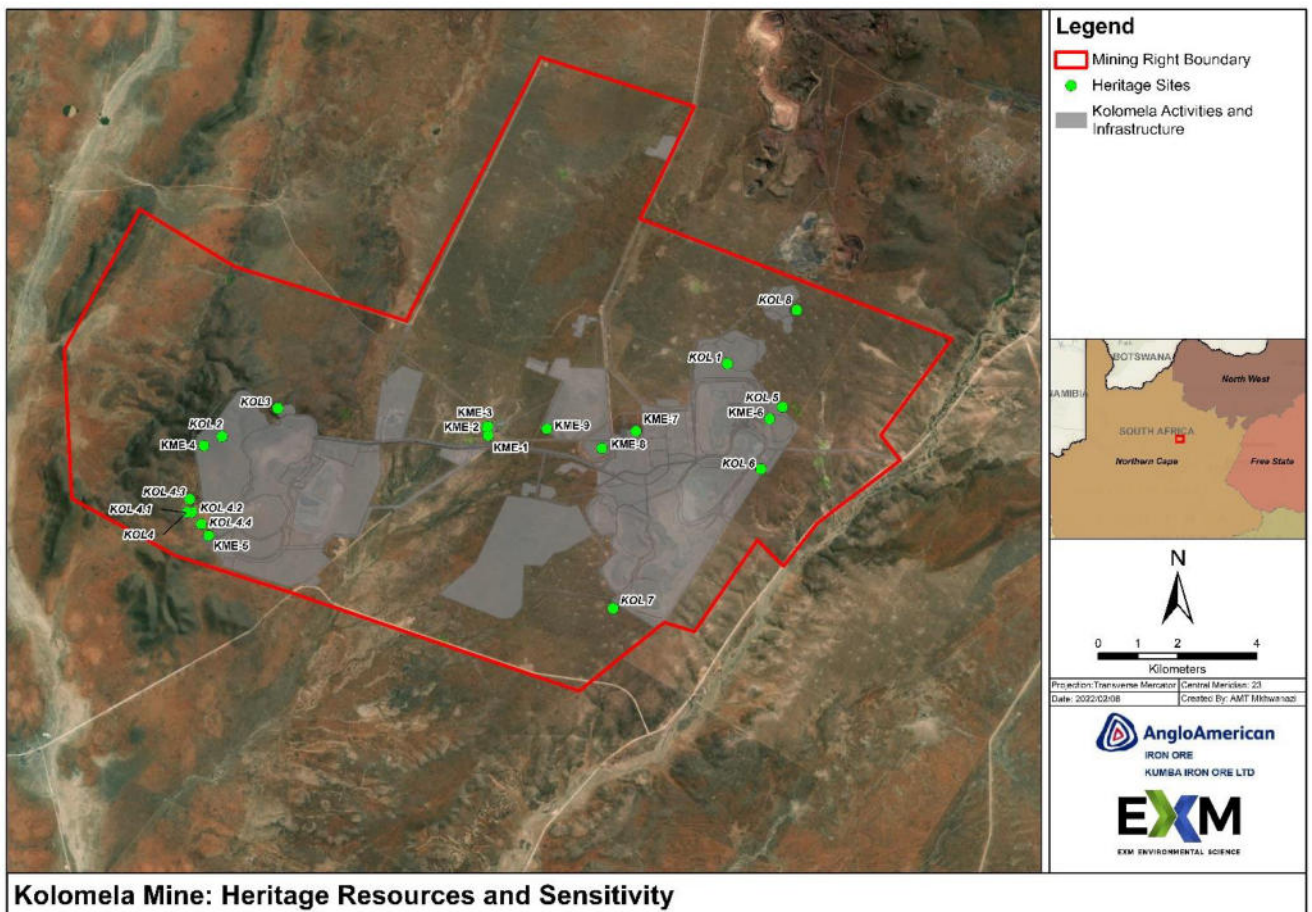 Legend
Mining Right Boundary
Heritage Sites
Kolomela Activities and
Infrastructure
KOL 8
KOL 1
KOL3
KOL 5
KME-3
KME-6
KOL 2
KME-2
KME-9
KME-7
KME-4
KME-1
KME-8
KOL 6
KOL 4.3
KOL 4.1
KOL 4.2
KOL4
KOL 4.4
KME-5
KOL 7
BOTSWANA
NAMIBIA
North West
SOUTH AFRICA
Northern Cape
Free State
N
0 1 2 4
Kilometers
Projection:Transverse Mercator Central Meridian: 23
Date: 2022/02/08 Created By: AMT Mkhwanazi
AngloAmerican
IRON ORE
KUMBA IRON ORE LTD
EXM
EXM ENVIRONMENTAL SCIENCE
Kolomela Mine: Heritage Resources and Sensitivity